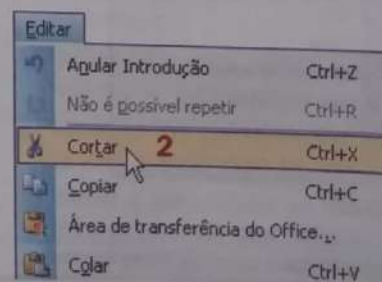 Editar
Anular Introdução Ctrl+Z
Não é possível repetir Ctrl+R
Cortar 2 Ctrl+X
Copiar Ctrl+C
Área de transferência do Office...
Colar Ctrl+V